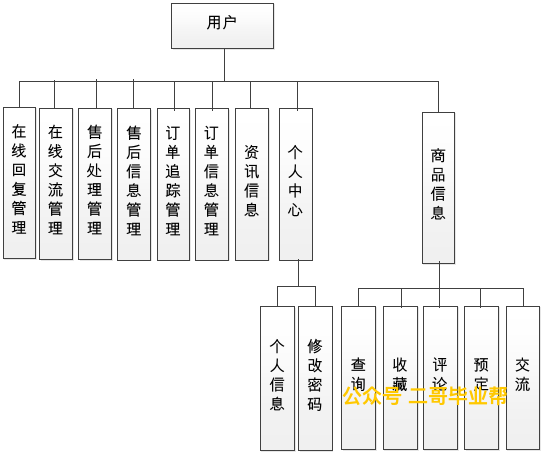 用户
在线回复管理
在线交流管理
售后处理管理
售后信息管理
订单追踪管理
订单信息管理
资讯信息
个人中心
商品信息
个人信息
修改密码
查询
收藏
评论
预定
交流
公众号 二哥毕业帮